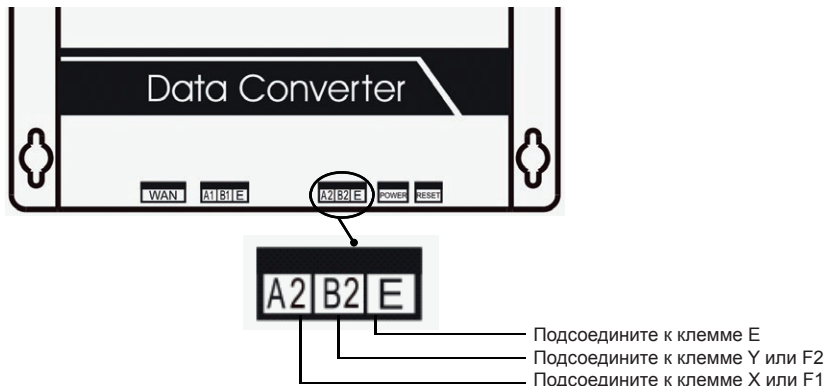 Data Converter
WAN A1 B1 E A2 B2 E POWER RESET
A2 B2 E
Подсоедините к клемме E
Подсоедините к клемме Y или F2
Подсоедините к клемме X или F1